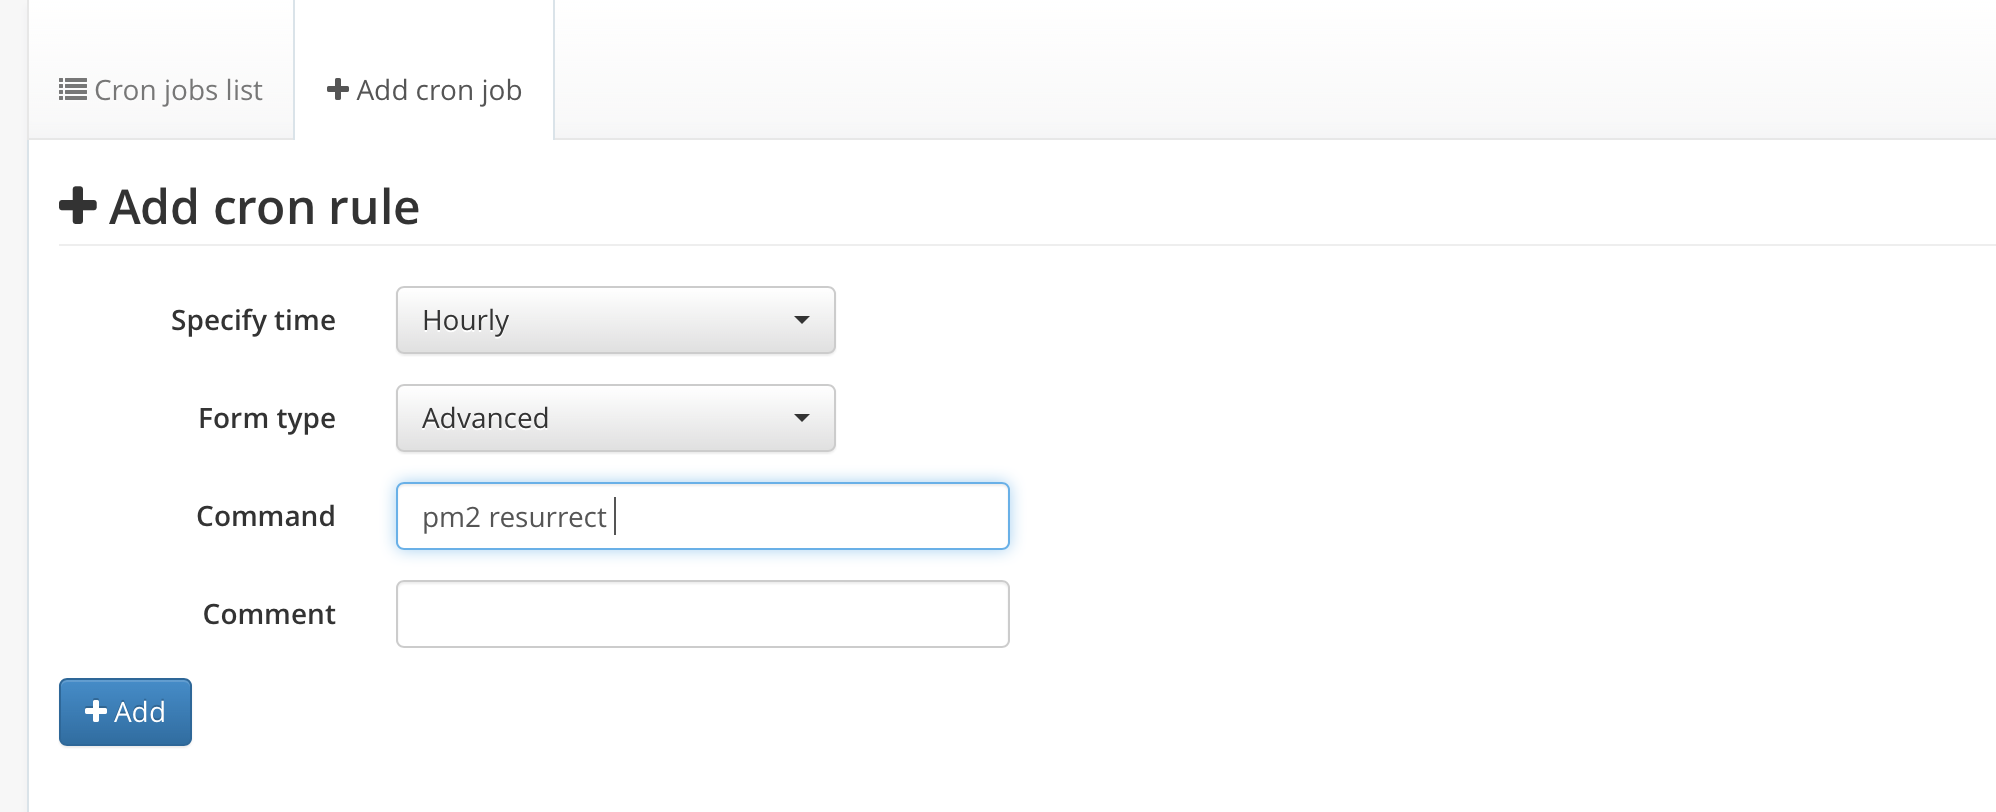 Cron jobs list
Add cron job
Add cron rule
Specify time
Hourly
Form type
Advanced
Command
pm2 resurrect
Comment
Add